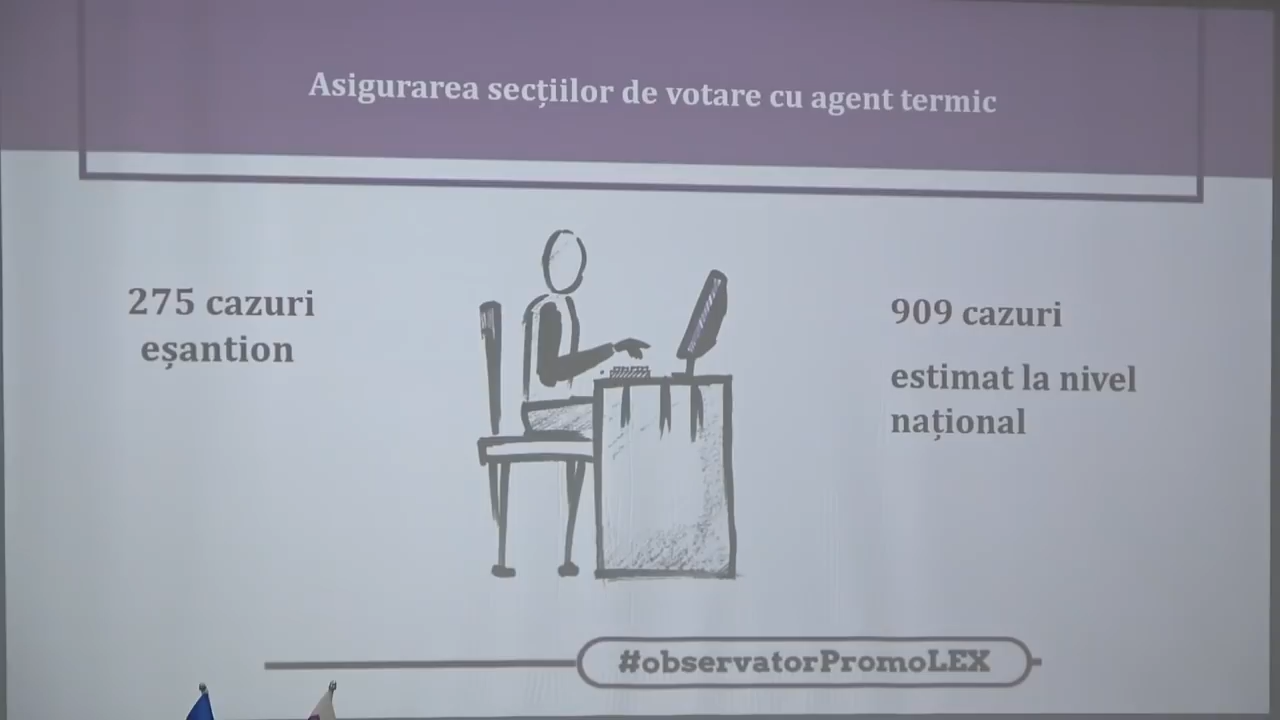 Asigurarea secțiilor de votare cu agent termic
275 cazuri
eșantion
909 cazuri
estimat la nivel
național
#observatorPromoLEX